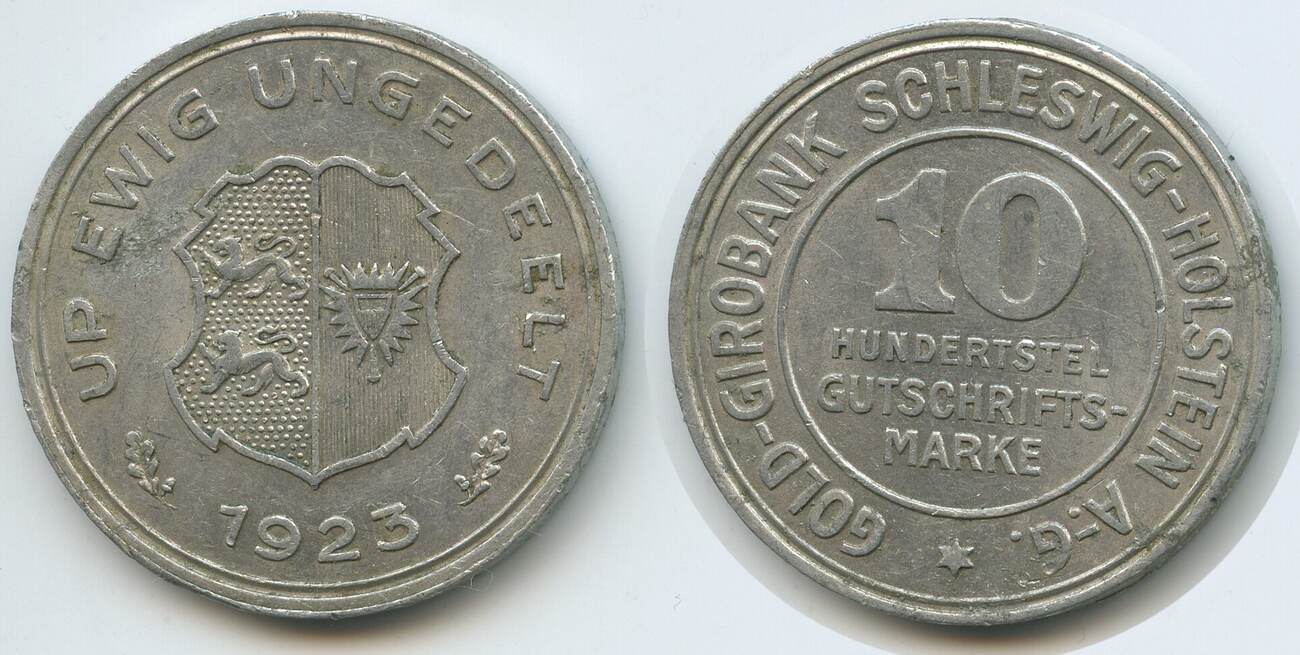 UP EWIG UNGEDEELT
1923
GOLD-GIROBANK SCHLESWIG-HOLSTEIN A.-G.
10
HUNDERTSTEL
GUTSCHRIFTS-
MARKE